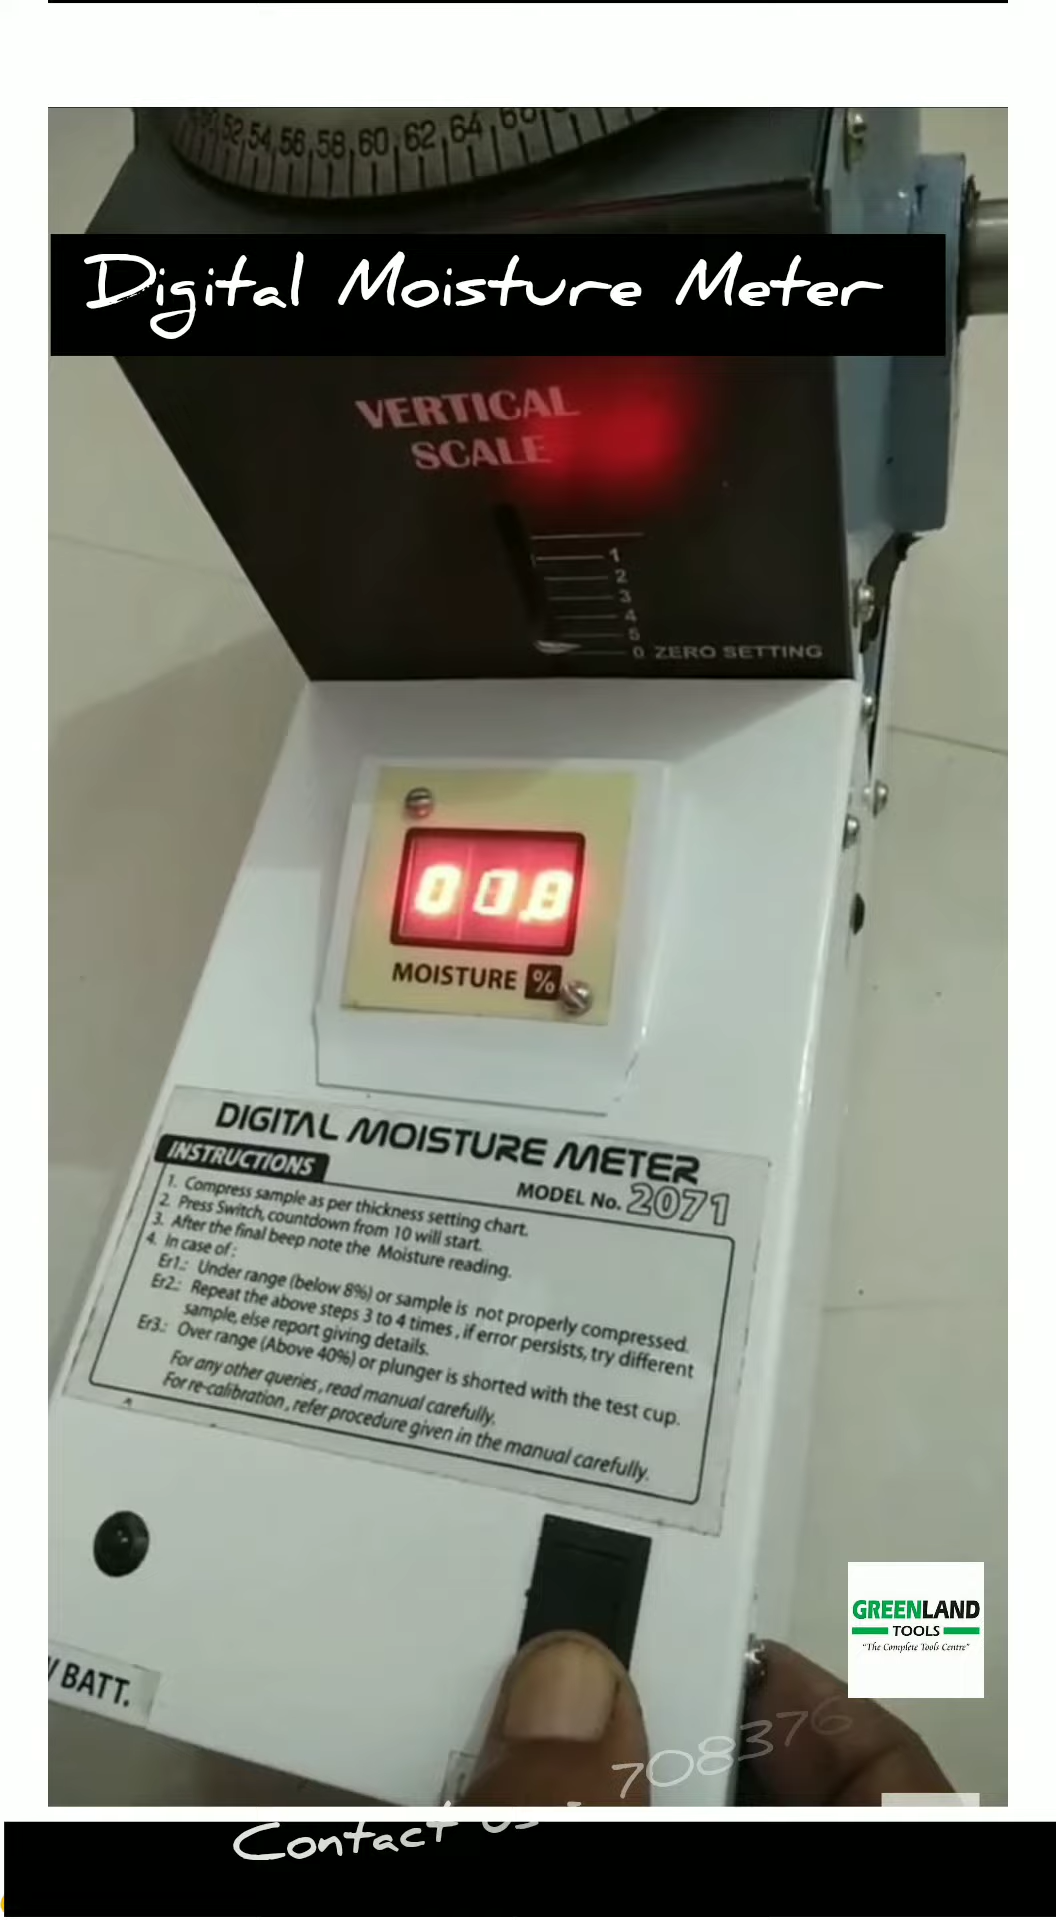 52 54 56 58 60 62 64 66
Digital Moisture Meter
VERTICAL
SCALE
1
2
3
4
5
0 ZERO SETTING
00.0
MOISTURE %
DIGITAL MOISTURE METER
INSTRUCTIONS
MODEL No. 2071
1. Compress sample as per thickness setting chart.
2. Press Switch, countdown from 10 will start.
3. After the final beep note the Moisture reading.
4. In case of :
Er1.: Under range (below 8%) or sample is not properly compressed.
Er2.: Repeat the above steps 3 to 4 times, if error persists, try different
sample, else report giving details.
Er3.: Over range (Above 40%) or plunger is shorted with the test cup.
For any other queries, read manual carefully.
For re-calibration, refer procedure given in the manual carefully.
GREENLAND
TOOLS
"The Complete Tools Centre"
BATT.
708376
Contact us